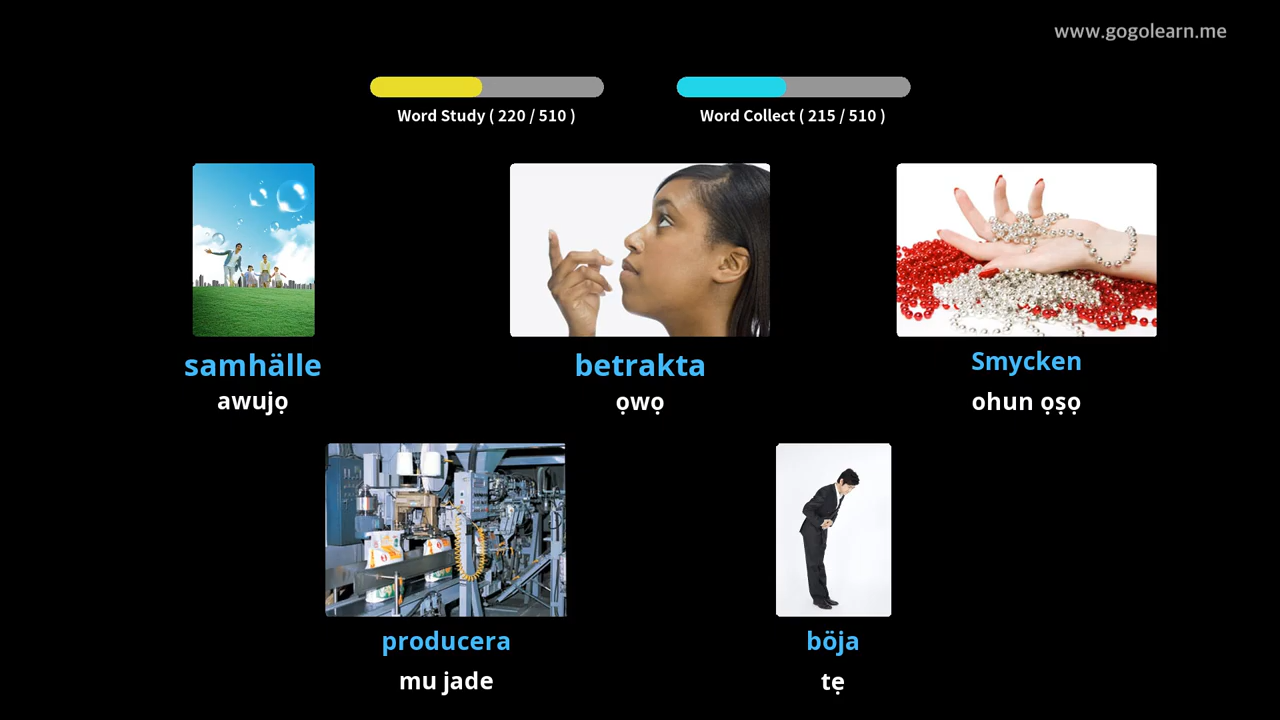 www.gogolearn.me
Word Study ( 220 / 510 )
Word Collect ( 215 / 510 )
samhälle
awujọ
betrakta
ọwọ
Smycken
ohun ọṣọ
producera
mu jade
böja
tẹ